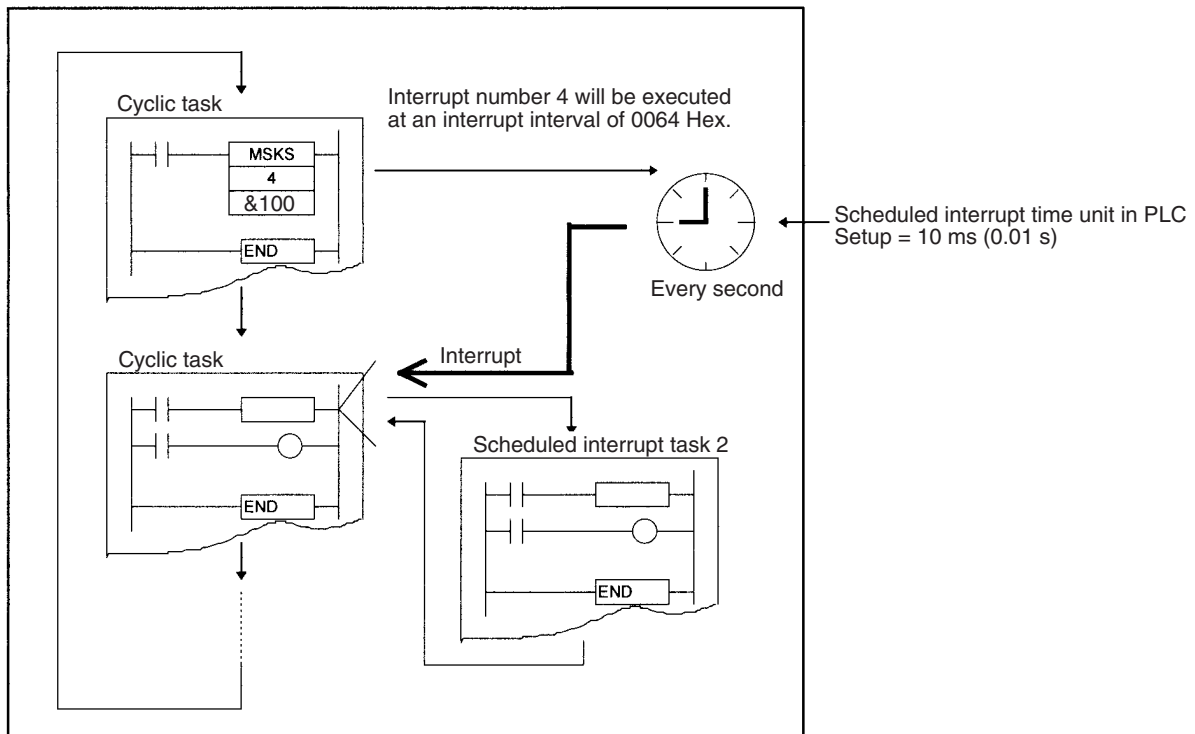 Cyclic task
MSKS
4
&100
END
Interrupt number 4 will be executed
at an interrupt interval of 0064 Hex.
Scheduled interrupt time unit in PLC
Setup = 10 ms (0.01 s)
Every second
Cyclic task
Interrupt
END
Scheduled interrupt task 2
END